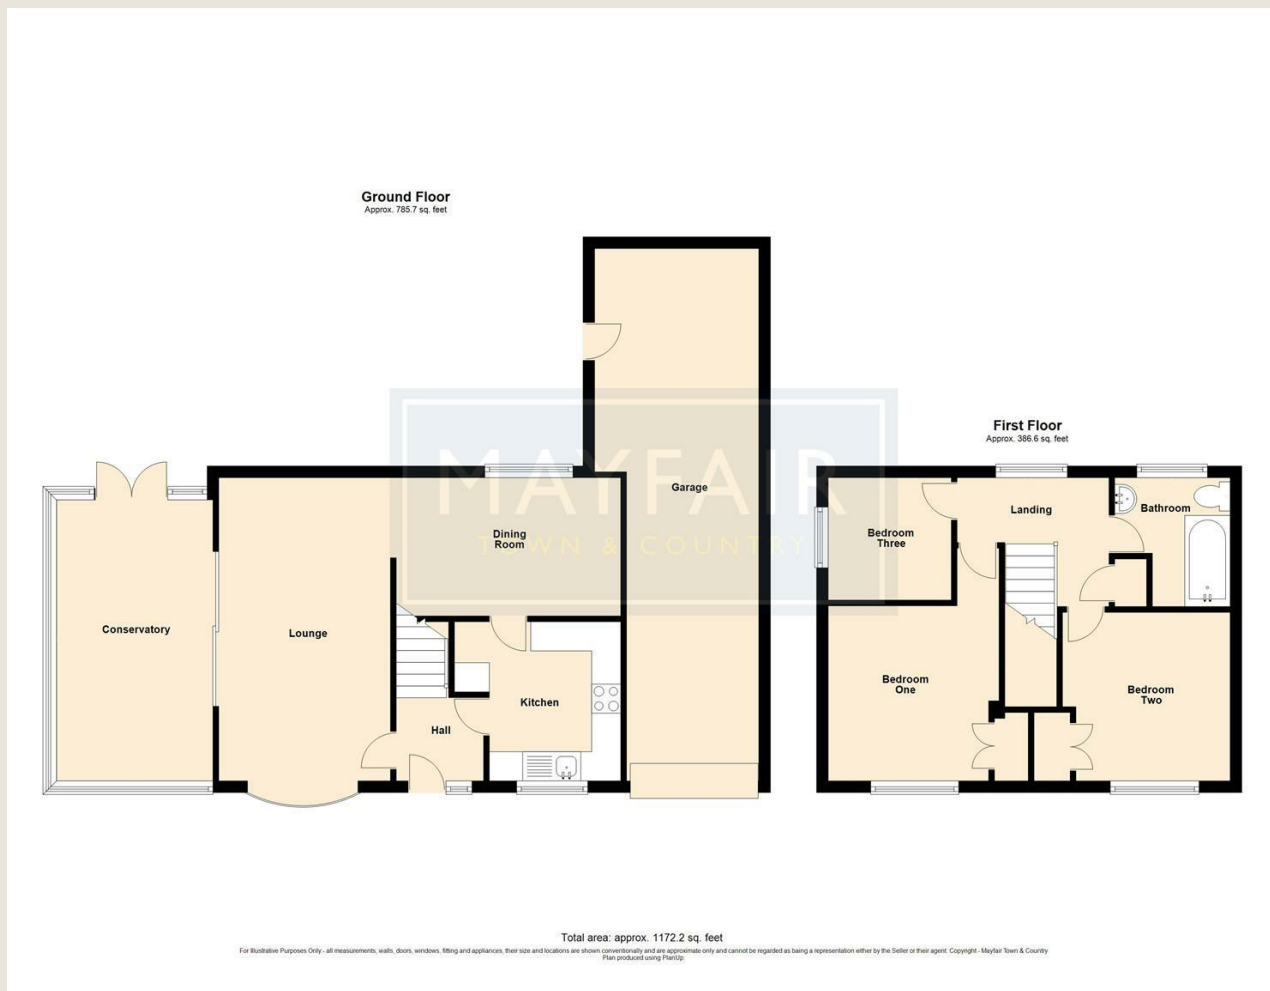 Ground Floor
Approx. 785.7 sq. feet
First Floor
Approx. 386.6 sq. feet
MAYFAIR
TOWN & COUNTRY
Garage
Dining
Room
Conservatory
Lounge
Kitchen
Hall
Landing
Bathroom
Bedroom
Three
Bedroom
One
Bedroom
Two
Total area: approx. 1172.2 sq. feet
For Illustrative Purposes Only - all measurements, walls, doors, windows, fitting and appliances, their size and locations are shown conventionally and are approximate only and cannot be regarded as being a representation either by the Seller or their agent. Copyright - Mayfair Town & Country
Plan produced using PlanUp